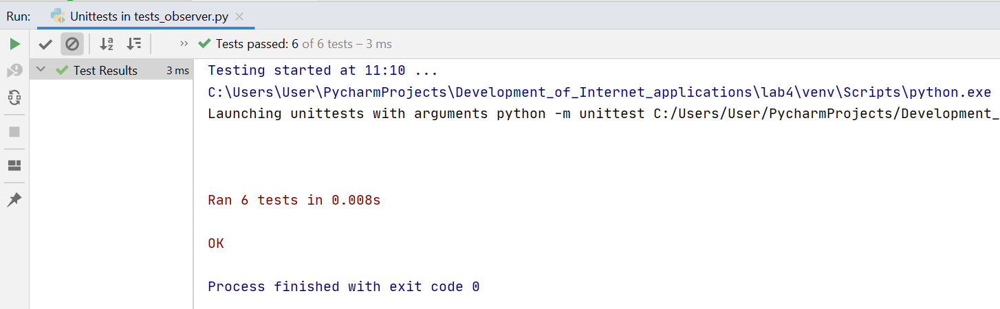 Run: Unittests in tests_observer.py
Tests passed: 6 of 6 tests – 3 ms
Test Results 3 ms
Testing started at 11:10 ...
C:\Users\User\PycharmProjects\Development_of_Internet_applications\lab4\venv\Scripts\python.exe
Launching unittests with arguments python -m unittest C:/Users/User/PycharmProjects/Development_
Ran 6 tests in 0.008s
OK
Process finished with exit code 0